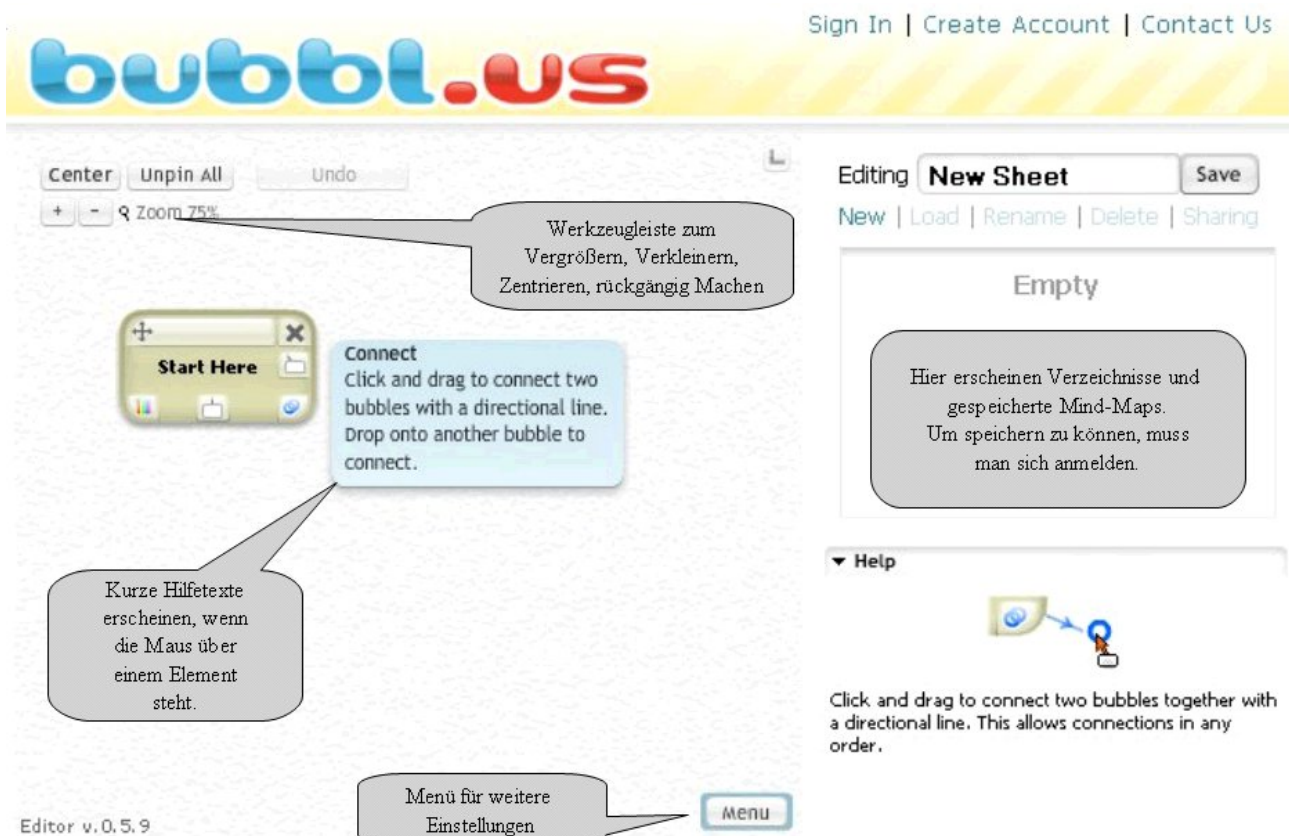 Sign In | Create Account | Contact Us
bubbl.us
Center Unpin All Undo
+ - Zoom 75%
Editing New Sheet Save
New | Load | Rename | Delete | Sharing
Werkzeugleiste zum
Vergrößern, Verkleinern,
Zentrieren, rückgängig Machen
Empty
Start Here
Connect
Click and drag to connect two
bubbles with a directional line.
Drop onto another bubble to
connect.
Hier erscheinen Verzeichnisse und
gespeicherte Mind-Maps.
Um speichern zu können, muss
man sich anmelden.
Kurze Hilfetexte
erscheinen, wenn
die Maus über
einem Element
steht.
Help
Click and drag to connect two bubbles together with
a directional line. This allows connections in any
order.
Menü für weitere
Einstellungen
Menu
Editor v.0.5.9